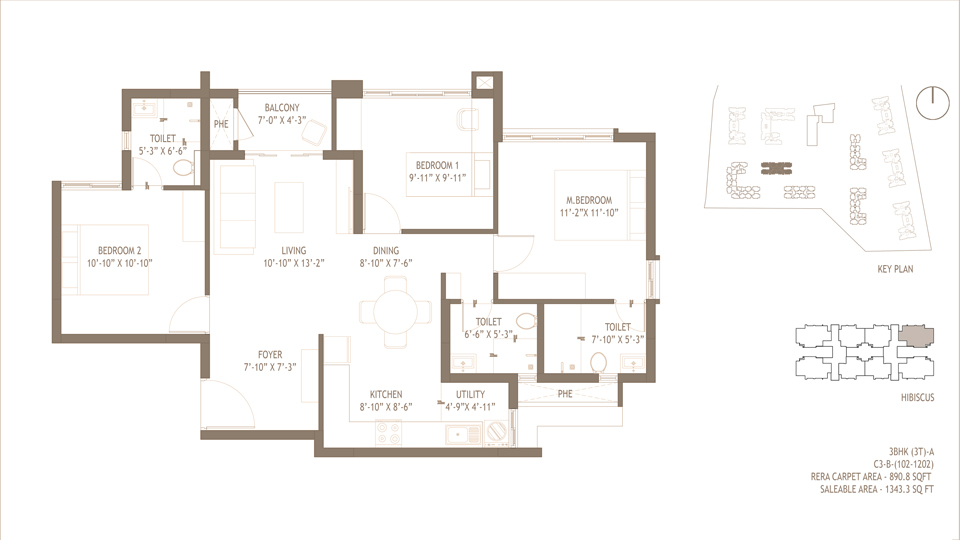 BALCONY
7'-0" X 4'-3"
PHE
TOILET
5'-3" X 6'-6"
BEDROOM 1
9'-11" X 9'-11"
M.BEDROOM
11'-2"X 11'-10"
BEDROOM 2
10'-10" X 10'-10"
LIVING
10'-10" X 13'-2"
DINING
8'-10" X 7'-6"
TOILET
6'-6" X 5'-3"
TOILET
7'-10" X 5'-3"
FOYER
7'-10" X 7'-3"
KITCHEN
8'-10" X 8'-6"
UTILITY
4'-9"X 4'-11"
PHE
KEY PLAN
HIBISCUS
3BHK (3T)-A
C3-B-(102-1202)
RERA CARPET AREA - 890.8 SQFT
SALEABLE AREA - 1343.3 SQ FT